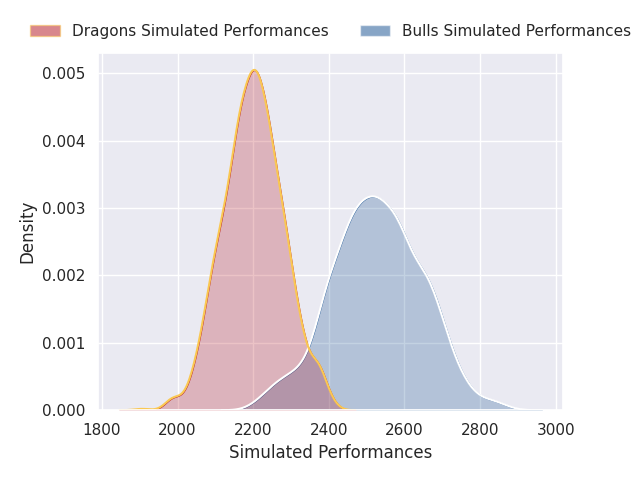 Dragons Simulated Performances Bulls Simulated Performances
0.005
0.004
0.003
0.002
0.001
0.000
Density
1800 2000 2200 2400 2600 2800 3000
Simulated Performances